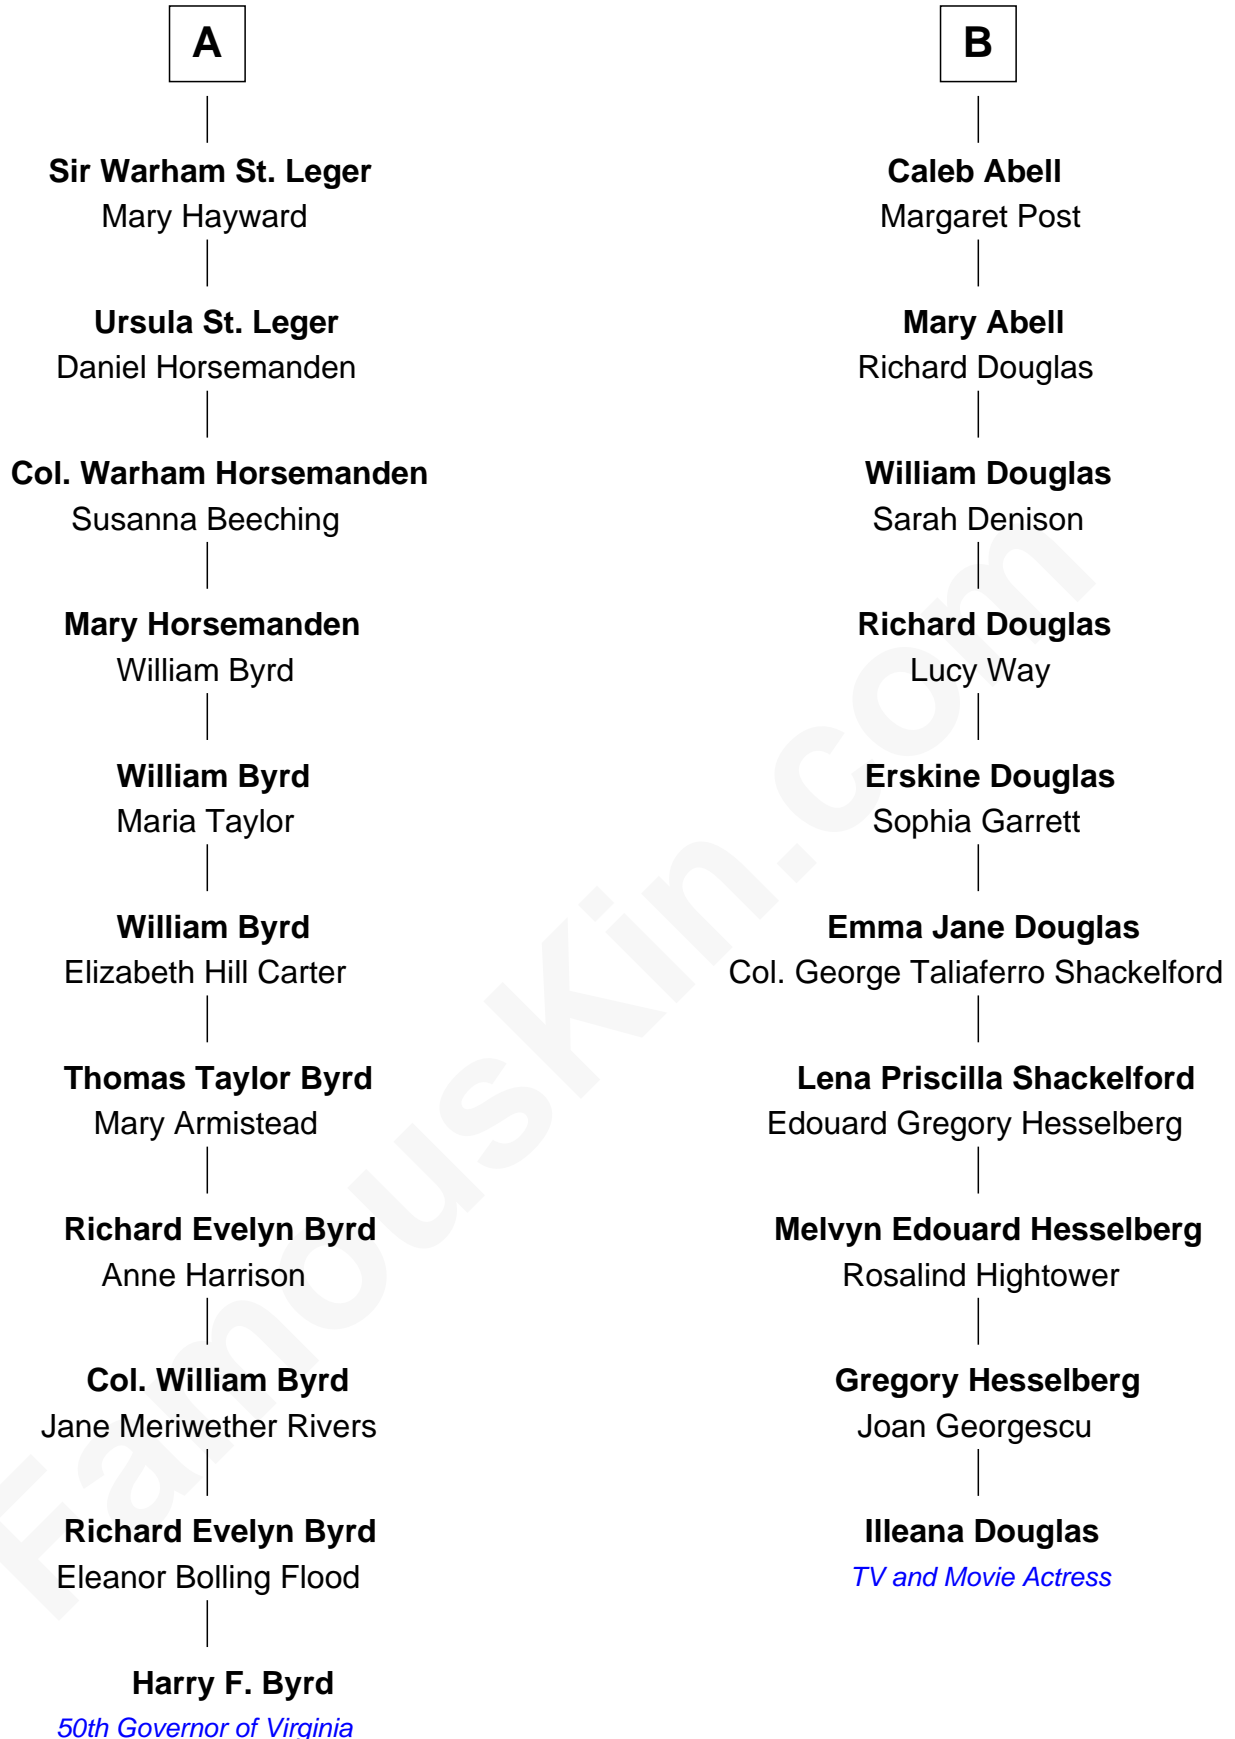 A
Sir Warham St. Leger
Mary Hayward
Ursula St. Leger
Daniel Horsemanden
Col. Warham Horsemanden
Susanna Beeching
Mary Horsemanden
William Byrd
William Byrd
Maria Taylor
William Byrd
Elizabeth Hill Carter
Thomas Taylor Byrd
Mary Armistead
Richard Evelyn Byrd
Anne Harrison
Col. William Byrd
Jane Meriwether Rivers
Richard Evelyn Byrd
Eleanor Bolling Flood
Harry F. Byrd
50th Governor of Virginia
B
Caleb Abell
Margaret Post
Mary Abell
Richard Douglas
William Douglas
Sarah Denison
Richard Douglas
Lucy Way
Erskine Douglas
Sophia Garrett
Emma Jane Douglas
Col. George Taliaferro Shackelford
Lena Priscilla Shackelford
Edouard Gregory Hesselberg
Melvyn Edouard Hesselberg
Rosalind Hightower
Gregory Hesselberg
Joan Georgescu
Illeana Douglas
TV and Movie Actress
FamousKin.com